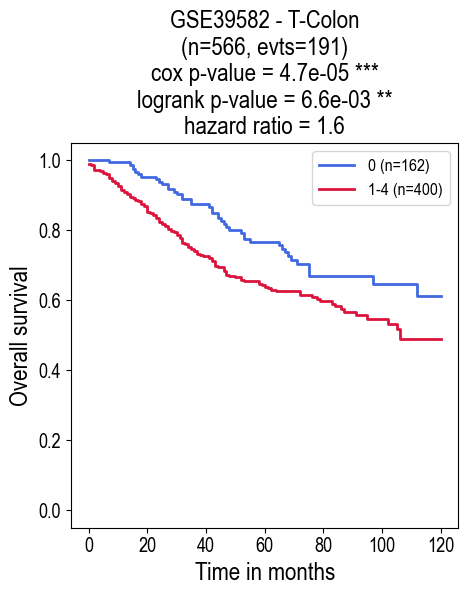 GSE39582 - T-Colon
(n=566, evts=191)
cox p-value = 4.7e-05 ***
logrank p-value = 6.6e-03 **
hazard ratio = 1.6
0 (n=162)
1-4 (n=400)
Overall survival
1.0
0.8
0.6
0.4
0.2
0.0
0 20 40 60 80 100 120
Time in months